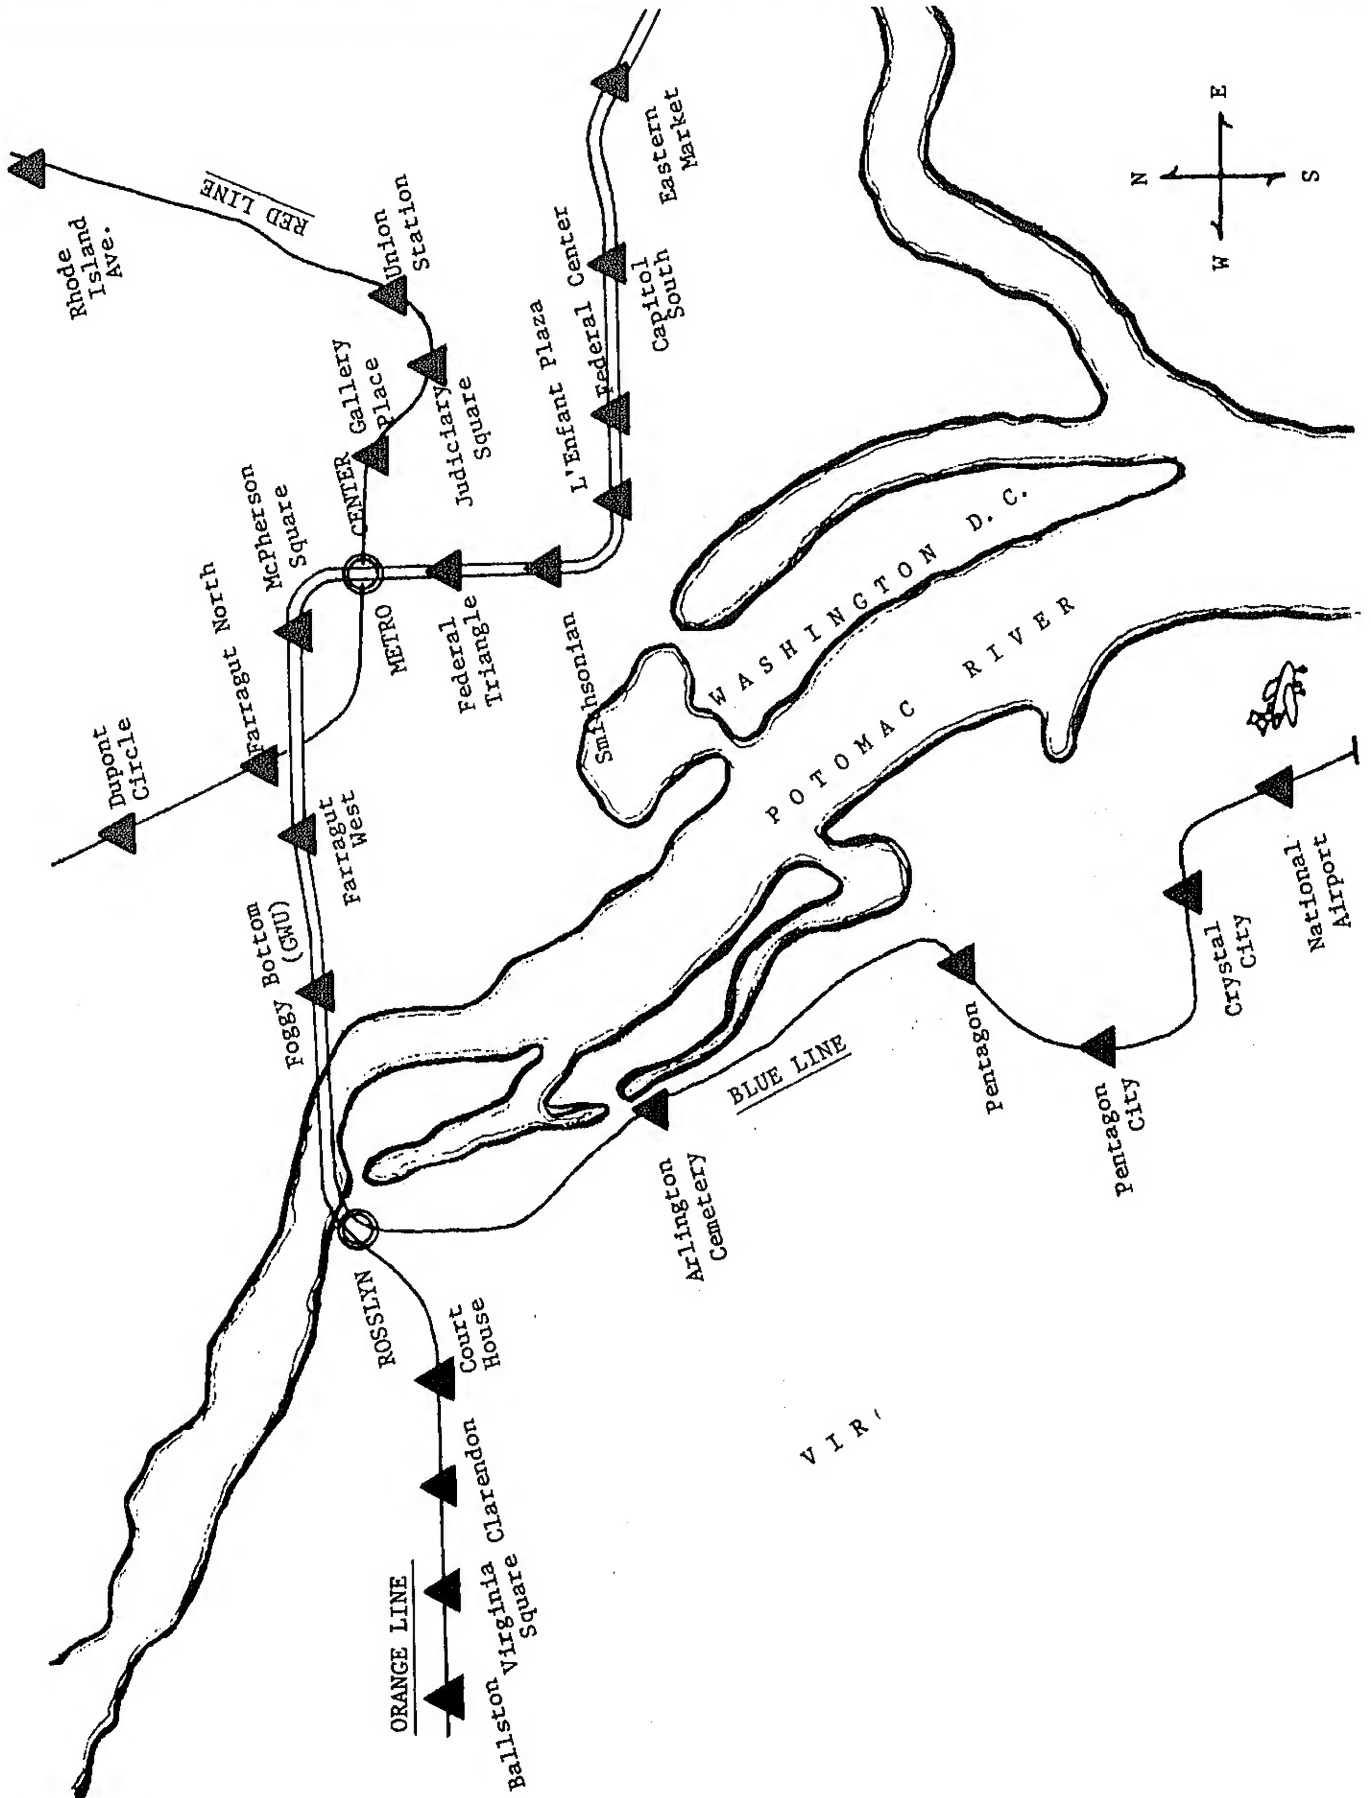 Rhode
Island
Ave.
RED LINE
Union
Station
Gallery
Place
Judiciary
Square
McPherson
Square
METRO CENTER
Farragut North
Dupont
Circle
Federal
Triangle
Smithsonian
L'Enfant Plaza
Federal Center
Capitol
South
Eastern
Market
Farragut
West
Foggy Bottom
(GWU)
ROSSLYN
Court
House
Clarendon
Virginia
Square
Ballston
ORANGE LINE
Arlington
Cemetery
BLUE LINE
Pentagon
Pentagon
City
Crystal
City
National
Airport
WASHINGTON D.C.
POTOMAC RIVER
VIR
N
W E
S